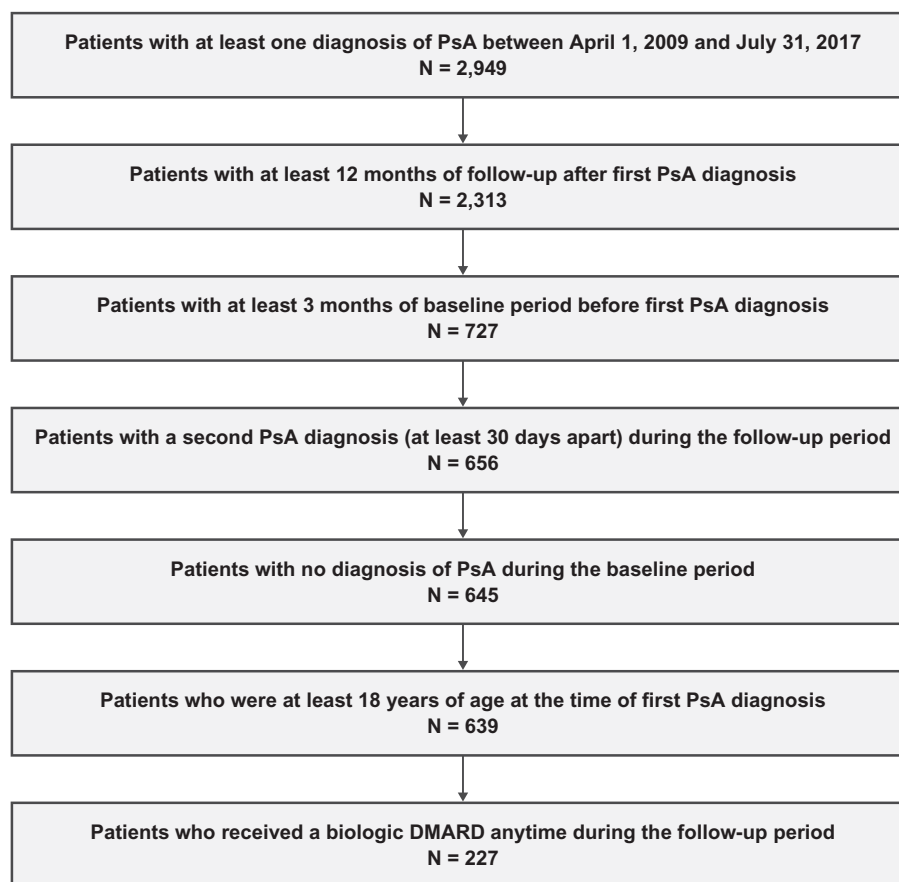 Patients with at least one diagnosis of PsA between April 1, 2009 and July 31, 2017
N = 2,949
Patients with at least 12 months of follow-up after first PsA diagnosis
N = 2,313
Patients with at least 3 months of baseline period before first PsA diagnosis
N = 727
Patients with a second PsA diagnosis (at least 30 days apart) during the follow-up period
N = 656
Patients with no diagnosis of PsA during the baseline period
N = 645
Patients who were at least 18 years of age at the time of first PsA diagnosis
N = 639
Patients who received a biologic DMARD anytime during the follow-up period
N = 227